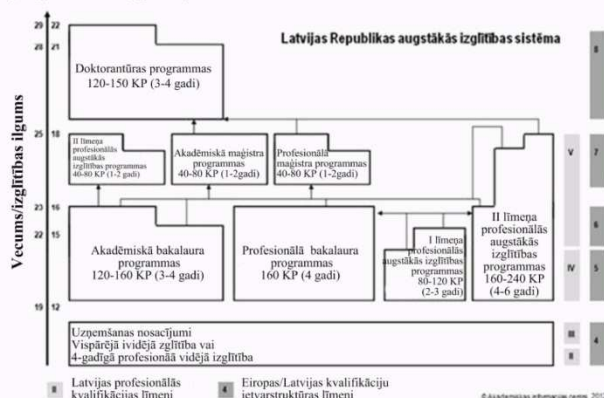 Latvijas Republikas augstākās izglītības sistēma
Vecums/izglītības ilgums
29 22
28 21
25 18
23 16
22 15
19 12
Doktorantūras programmas
120-150 KP (3-4 gadi)
II līmeņa
profesionālās
augstākās
izglītības programmas
40-80 KP (1-2 gadi)
Akadēmiskā maģistra
programmas
40-80 KP (1-2gadi)
Profesionālā
maģistra programmas
40-80 KP (1-2gadi)
Akadēmiskā bakalaura
programmas
120-160 KP (3-4 gadi)
Profesionālā bakalaura
programmas
160 KP (4 gadi)
I līmeņa
profesionālās
augstākās izglītības
programmas
80-120 KP
(2-3 gadi)
II līmeņa
profesionālās
augstākās
izglītības
programmas
160-240 KP
(4-6 gadi)
Uzņemšanas nosacījumi
Vispārējā ividējā zglītība vai
4-gadīgā profesionāā vidējā izglītība
V
IV
III
II
8
7
6
5
4
II Latvijas profesionālās
kvalifikācijas līmeņi
4 Eiropas/Latvijas kvalifikāciju
ietvarstruktūras līmeņi